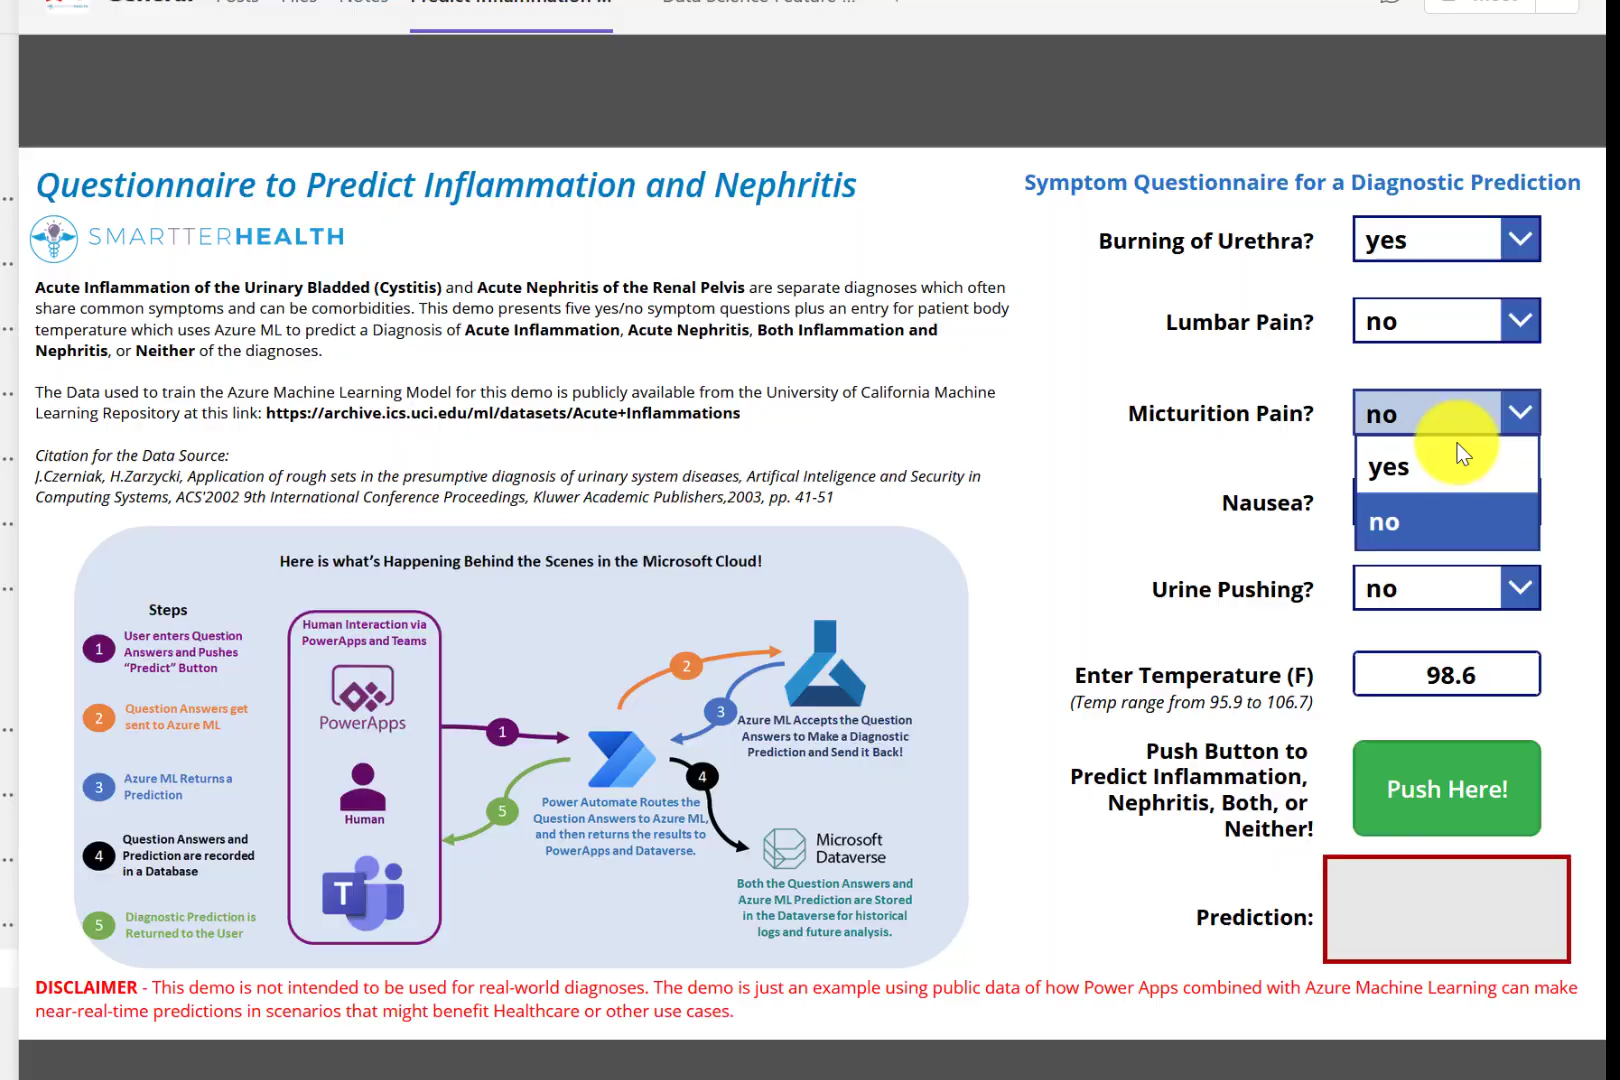 Questionnaire to Predict Inflammation and Nephritis
SMARTTERHEALTH
Acute Inflammation of the Urinary Bladded (Cystitis) and Acute Nephritis of the Renal Pelvis are separate diagnoses which often
share common symptoms and can be comorbidities. This demo presents five yes/no symptom questions plus an entry for patient body
temperature which uses Azure ML to predict a Diagnosis of Acute Inflammation, Acute Nephritis, Both Inflammation and
Nephritis, or Neither of the diagnoses.
The Data used to train the Azure Machine Learning Model for this demo is publicly available from the University of California Machine
Learning Repository at this link: https://archive.ics.uci.edu/ml/datasets/Acute+Inflammations
Citation for the Data Source:
J.Czerniak, H.Zarzycki, Application of rough sets in the presumptive diagnosis of urinary system diseases, Artifical Inteligence and Security in
Computing Systems, ACS'2002 9th International Conference Proceedings, Kluwer Academic Publishers,2003, pp. 41-51
Here is what's Happening Behind the Scenes in the Microsoft Cloud!
Steps
1
User enters Question
Answers and Pushes
"Predict" Button
2
Question Answers get
sent to Azure ML
3
Azure ML Returns a
Prediction
4
Question Answers and
Prediction are recorded
in a Database
5
Diagnostic Prediction is
Returned to the User
Human Interaction via
PowerApps and Teams
PowerApps
Human
T
1
2
3
4
5
Azure ML Accepts the Question
Answers to Make a Diagnostic
Prediction and Send it Back!
Power Automate Routes the
Question Answers to Azure ML,
and then returns the results to
PowerApps and Dataverse.
Microsoft
Dataverse
Both the Question Answers and
Azure ML Prediction are Stored
in the Dataverse for historical
logs and future analysis.
Symptom Questionnaire for a Diagnostic Prediction
Burning of Urethra? yes
Lumbar Pain? no
Micturition Pain? no
yes
Nausea?
no
Urine Pushing? no
Enter Temperature (F) 98.6
(Temp range from 95.9 to 106.7)
Push Button to
Predict Inflammation,
Nephritis, Both, or
Neither!
Push Here!
Prediction:
DISCLAIMER - This demo is not intended to be used for real-world diagnoses. The demo is just an example using public data of how Power Apps combined with Azure Machine Learning can make
near-real-time predictions in scenarios that might benefit Healthcare or other use cases.